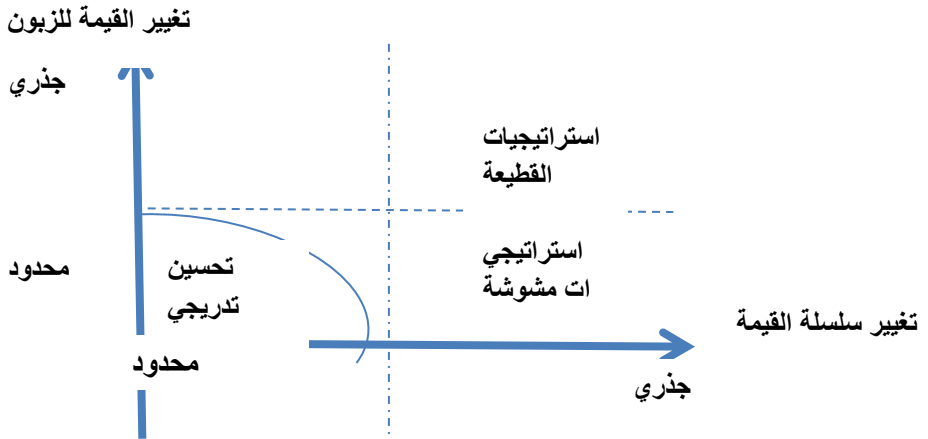 تغيير القيمة للزبون
جذري
استراتيجيات
القطيعة
محدود
تحسين
تدريجي
استراتيجي
ات مشوشة
تغيير سلسلة القيمة
محدود
جذري